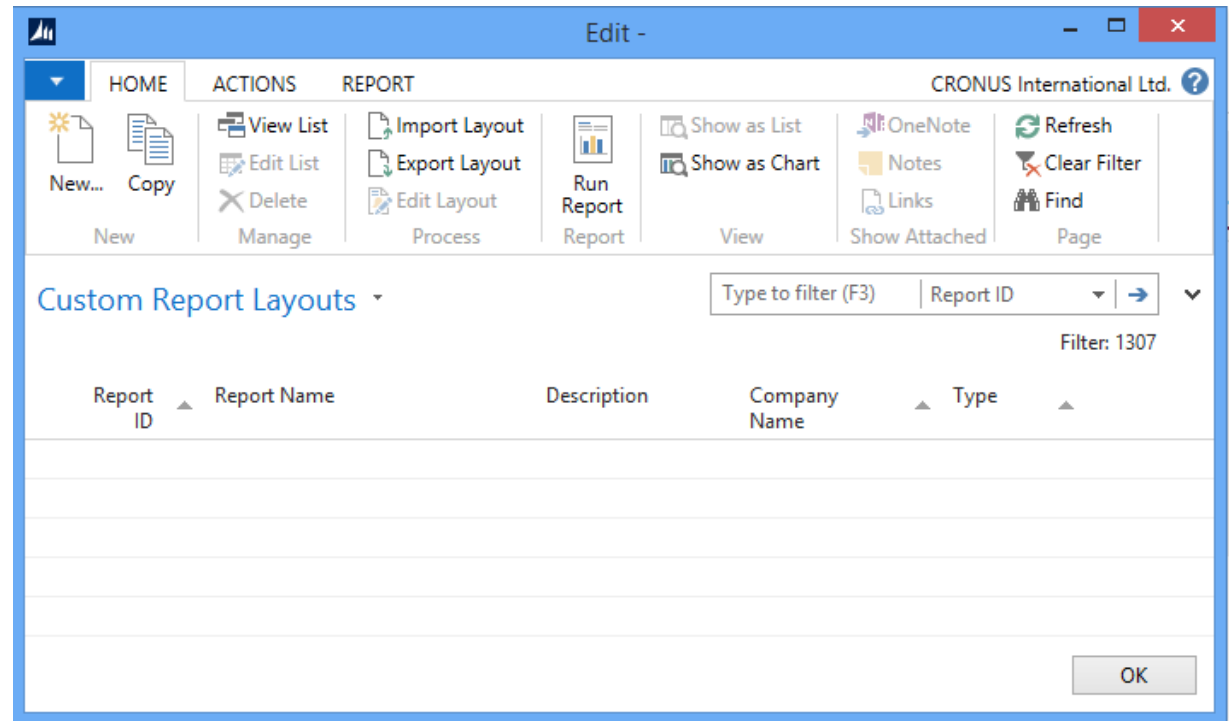 Edit -
HOME ACTIONS REPORT CRONUS International Ltd. ?
New... Copy View List Edit List Delete Import Layout Export Layout Edit Layout Run Report Show as List Show as Chart OneNote Notes Links Refresh Clear Filter Find
New Manage Process Report View Show Attached Page
Custom Report Layouts Type to filter (F3) Report ID
Filter: 1307
Report ID Report Name Description Company Name Type
OK